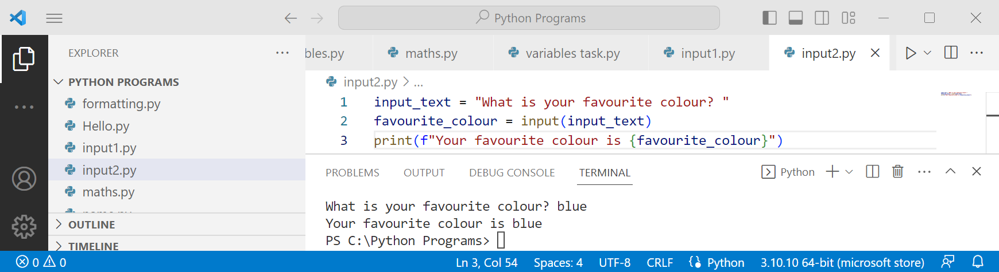 Python Programs
EXPLORER
PYTHON PROGRAMS
formatting.py
Hello.py
input1.py
input2.py
maths.py
OUTLINE
TIMELINE
bles.py maths.py variables task.py input1.py input2.py
input2.py > ...
1 input_text = "What is your favourite colour? "
2 favourite_colour = input(input_text)
3 print(f"Your favourite colour is {favourite_colour}")
PROBLEMS OUTPUT DEBUG CONSOLE TERMINAL Python
What is your favourite colour? blue
Your favourite colour is blue
PS C:\Python Programs>
0 0 Ln 3, Col 54 Spaces: 4 UTF-8 CRLF Python 3.10.10 64-bit (microsoft store)